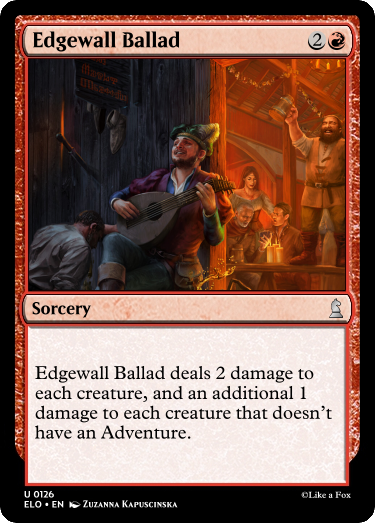 Edgewall Ballad 2
Sorcery
Edgewall Ballad deals 2 damage to
each creature, and an additional 1
damage to each creature that doesn't
have an Adventure.
U 0126
ELO • EN ZUZANNA KAPUSCINSKA
©Like a Fox